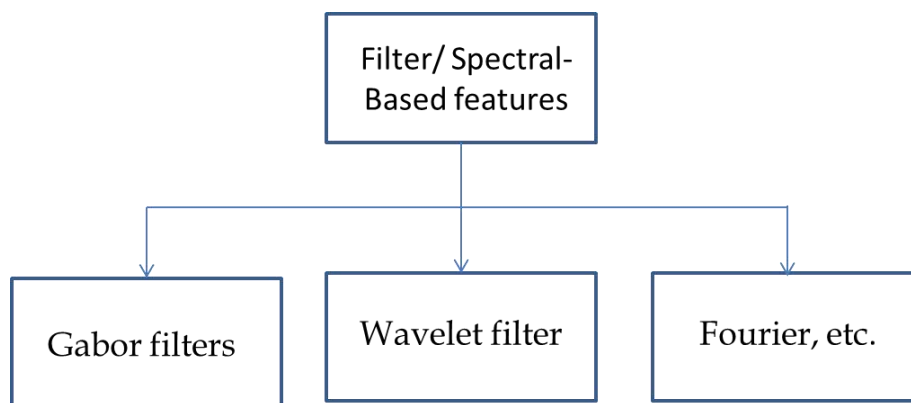 Filter/ Spectral-
Based features
Gabor filters
Wavelet filter
Fourier, etc.